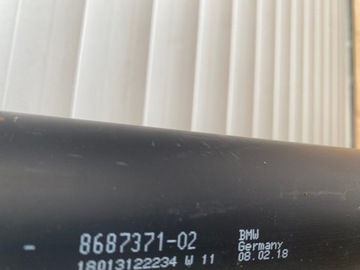 - 8687371-02 BMW
Germany
18013122234 W 11 08.02.18